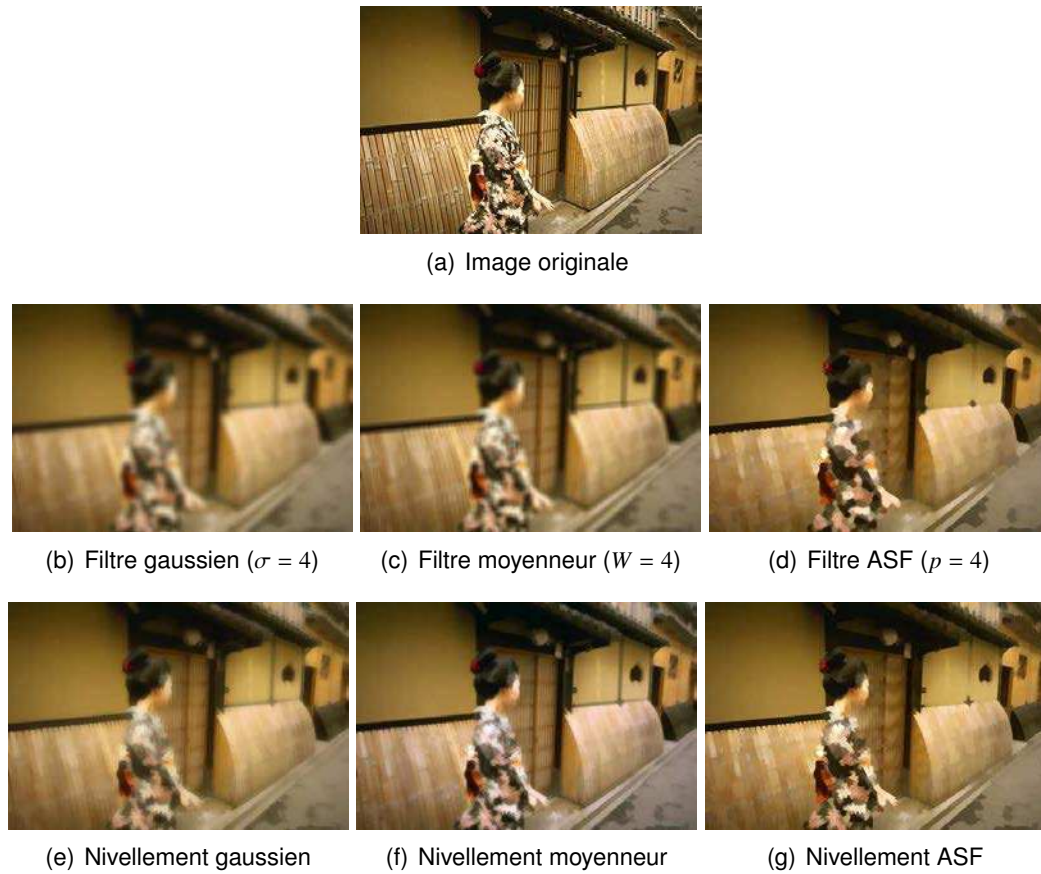 (a) Image originale
(b) Filtre gaussien (σ = 4)
(c) Filtre moyenneur (W = 4)
(d) Filtre ASF (p = 4)
(e) Nivellement gaussien
(f) Nivellement moyenneur
(g) Nivellement ASF